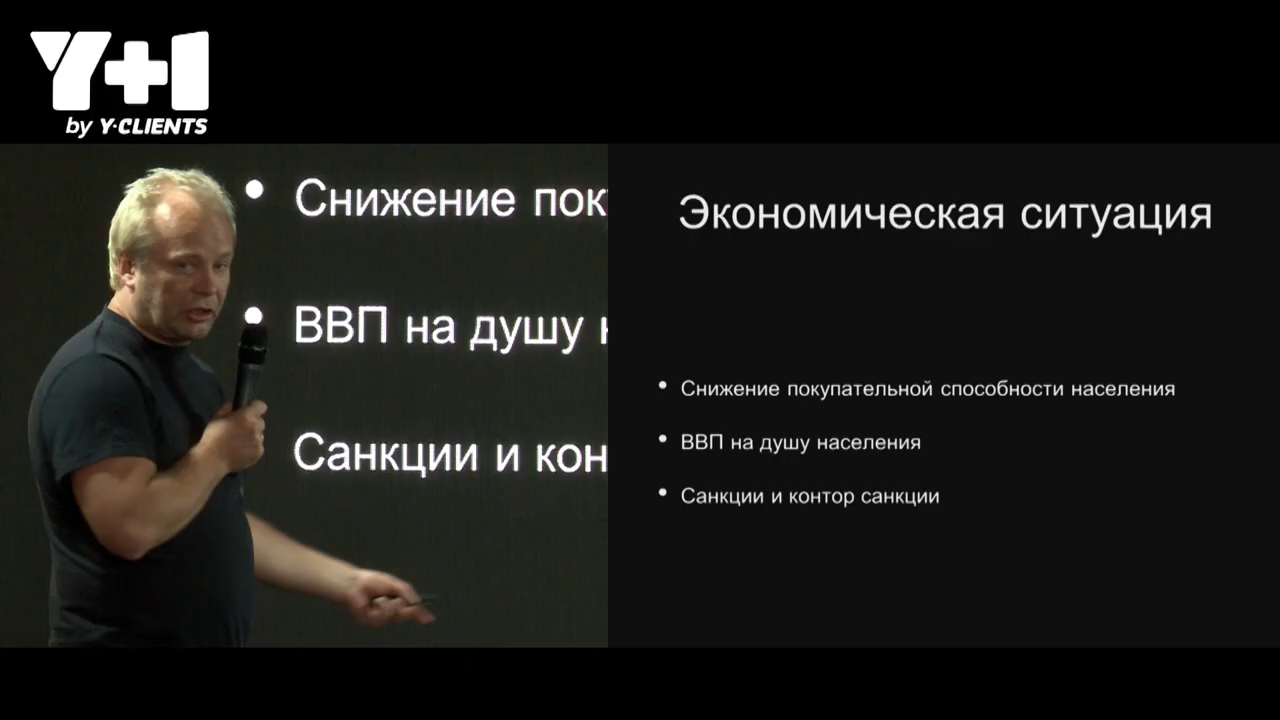 Y+1
by Y·CLIENTS
Снижение пок
ВВП на душу
Санкции и кон
Экономическая ситуация
• Снижение покупательной способности населения
• ВВП на душу населения
• Санкции и контор санкции